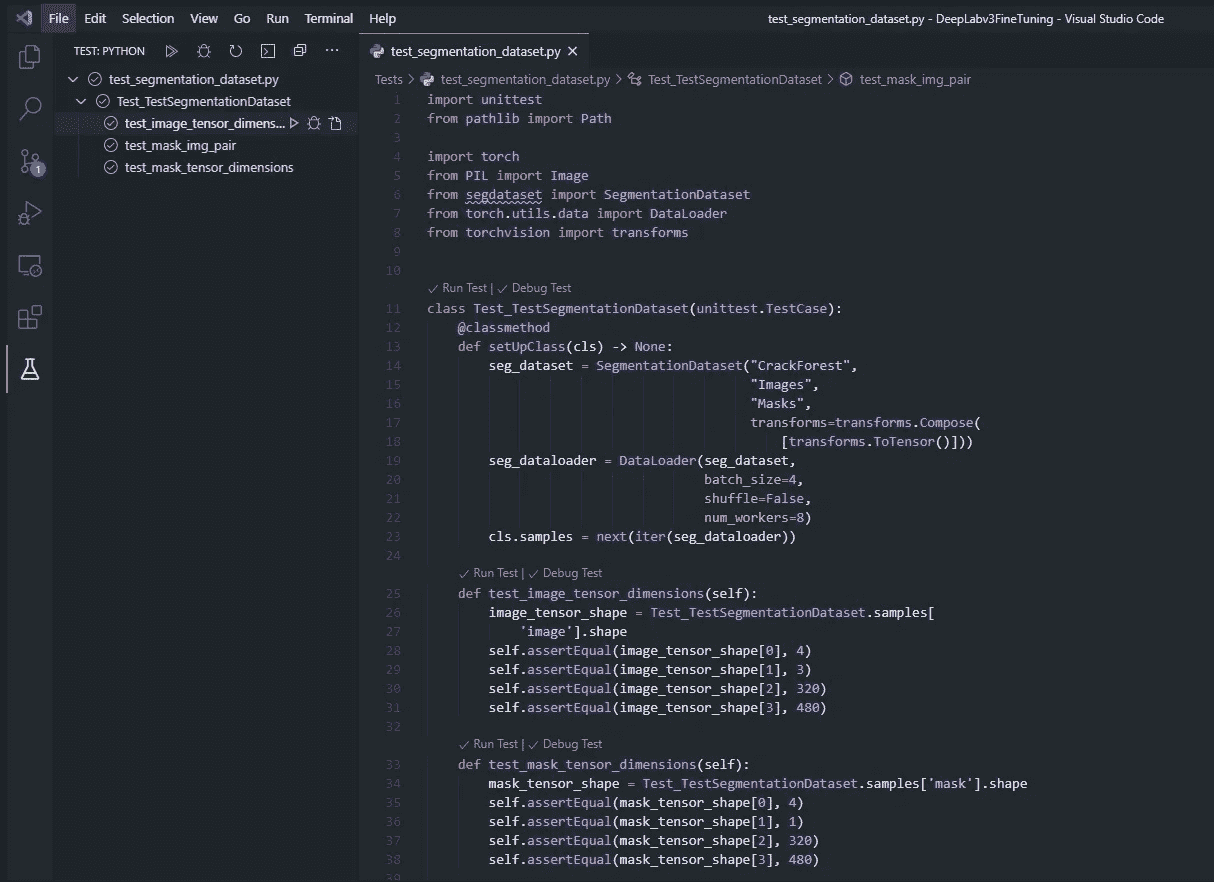 File Edit Selection View Go Run Terminal Help
test_segmentation_dataset.py - DeepLabv3FineTuning - Visual Studio Code
TEST: PYTHON
test_segmentation_dataset.py
Test_TestSegmentationDataset
test_image_tensor_dimens...
test_mask_img_pair
test_mask_tensor_dimensions
1
test_segmentation_dataset.py
Tests > test_segmentation_dataset.py > Test_TestSegmentationDataset > test_mask_img_pair
1 import unittest
2 from pathlib import Path
3
4 import torch
5 from PIL import Image
6 from segdataset import SegmentationDataset
7 from torch.utils.data import DataLoader
8 from torchvision import transforms
9
10
Run Test | Debug Test
11 class Test_TestSegmentationDataset(unittest.TestCase):
12 @classmethod
13 def setUpClass(cls) -> None:
14 seg_dataset = SegmentationDataset("CrackForest",
15 "Images",
16 "Masks",
17 transforms=transforms.Compose(
18 [transforms.ToTensor()]))
19 seg_dataloader = DataLoader(seg_dataset,
20 batch_size=4,
21 shuffle=False,
22 num_workers=8)
23 cls.samples = next(iter(seg_dataloader))
24
Run Test | Debug Test
25 def test_image_tensor_dimensions(self):
26 image_tensor_shape = Test_TestSegmentationDataset.samples[
27 'image'].shape
28 self.assertEqual(image_tensor_shape[0], 4)
29 self.assertEqual(image_tensor_shape[1], 3)
30 self.assertEqual(image_tensor_shape[2], 320)
31 self.assertEqual(image_tensor_shape[3], 480)
32
Run Test | Debug Test
33 def test_mask_tensor_dimensions(self):
34 mask_tensor_shape = Test_TestSegmentationDataset.samples['mask'].shape
35 self.assertEqual(mask_tensor_shape[0], 4)
36 self.assertEqual(mask_tensor_shape[1], 1)
37 self.assertEqual(mask_tensor_shape[2], 320)
38 self.assertEqual(mask_tensor_shape[3], 480)
39